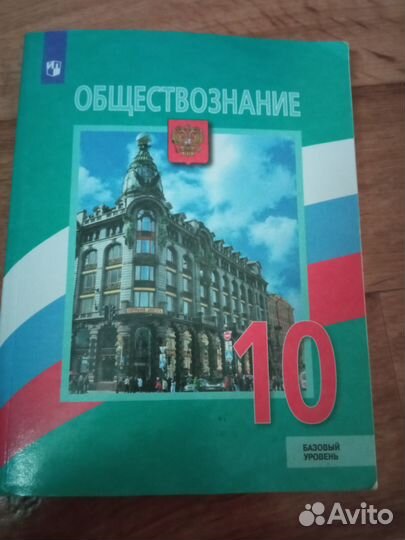 ОБЩЕСТВОЗНАНИЕ
10
БАЗОВЫЙ
УРОВЕНЬ
Avito